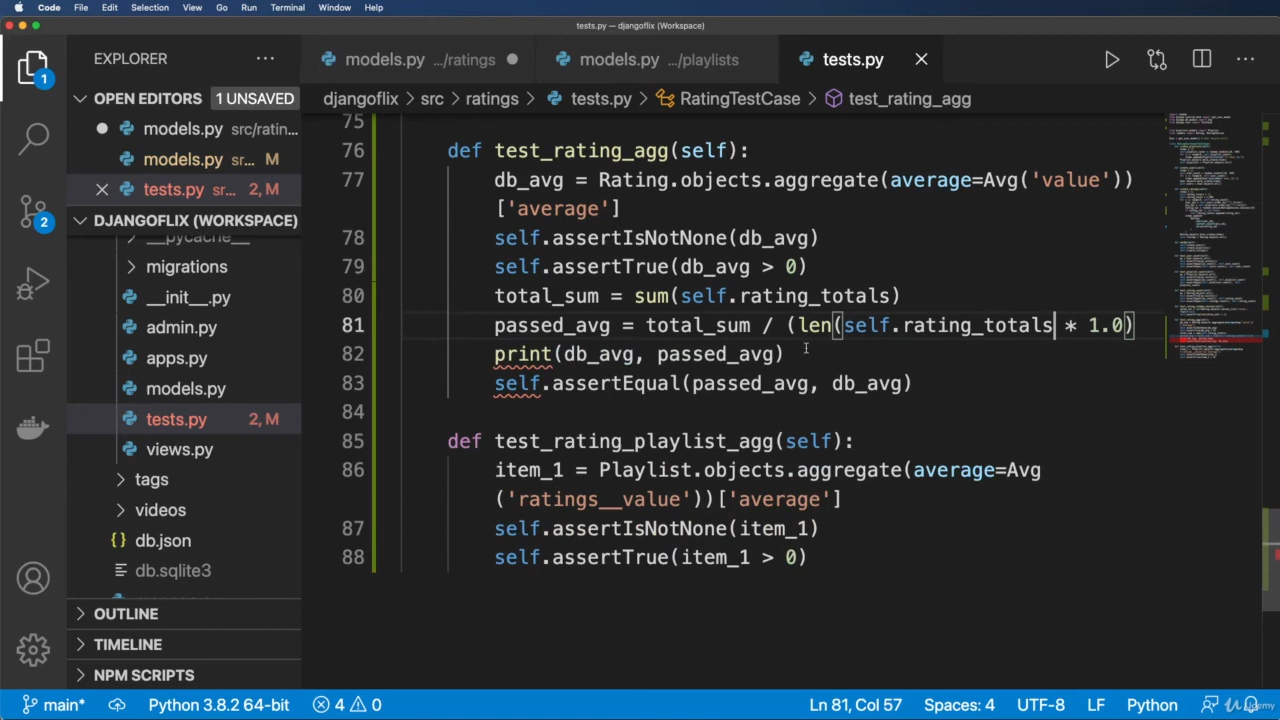 Code File Edit Selection View Go Run Terminal Window Help
tests.py — djangoflix (Workspace)
EXPLORER ···
models.py .../ratings
models.py .../playlists
tests.py
1
OPEN EDITORS 1 UNSAVED
djangoflix > src > ratings > tests.py > RatingTestCase > test_rating_agg
models.py src/ratin...
models.py sr... M
tests.py sr... 2, M
DJANGOFLIX (WORKSPACE)
2
__pycache__
migrations
__init__.py
admin.py
apps.py
models.py
tests.py 2, M
views.py
tags
videos
{} db.json
db.sqlite3
OUTLINE
TIMELINE
NPM SCRIPTS
75
76 def test_rating_agg(self):
77 db_avg = Rating.objects.aggregate(average=Avg('value'))
['average']
78 self.assertIsNotNone(db_avg)
79 self.assertTrue(db_avg > 0)
80 total_sum = sum(self.rating_totals)
81 passed_avg = total_sum / (len(self.rating_totals * 1.0)
82 print(db_avg, passed_avg)
83 self.assertEqual(passed_avg, db_avg)
84
85 def test_rating_playlist_agg(self):
86 item_1 = Playlist.objects.aggregate(average=Avg
('ratings__value'))['average']
87 self.assertIsNotNone(item_1)
88 self.assertTrue(item_1 > 0)
main* Python 3.8.2 64-bit 4 0 Ln 81, Col 57 Spaces: 4 UTF-8 LF Python
Udemy